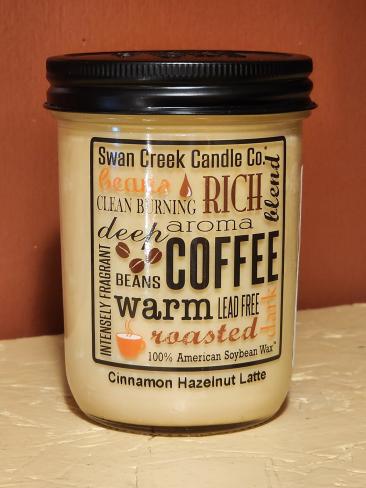 Swan Creek Candle Co.
beans
RICH
blend
CLEAN BURNING
deep
aroma
COFFEE
BEANS
INTENSELY FRAGRANT
warm
LEAD FREE
dark
roasted
100% American Soybean Wax™
Cinnamon Hazelnut Latte